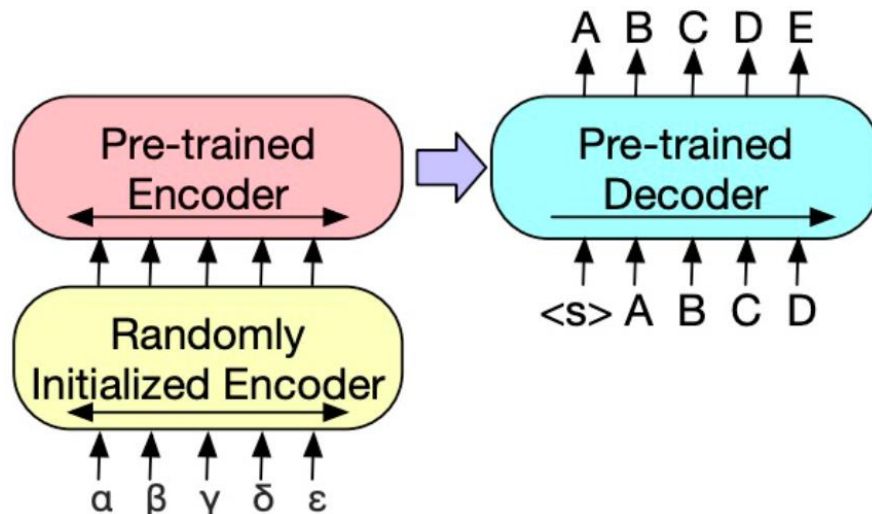 A B C D E
Pre-trained
Encoder
Pre-trained
Decoder
<s> A B C D
Randomly
Initialized Encoder
α β γ δ ε